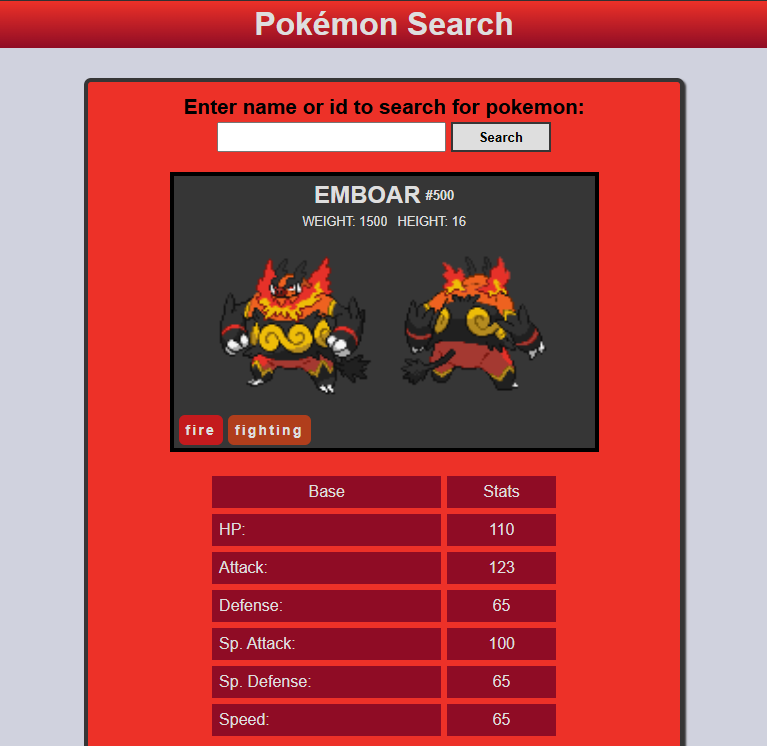 Pokémon Search
Enter name or id to search for pokemon:
Search
EMBOAR #500
WEIGHT: 1500 HEIGHT: 16
fire fighting
Base Stats
HP: 110
Attack: 123
Defense: 65
Sp. Attack: 100
Sp. Defense: 65
Speed: 65